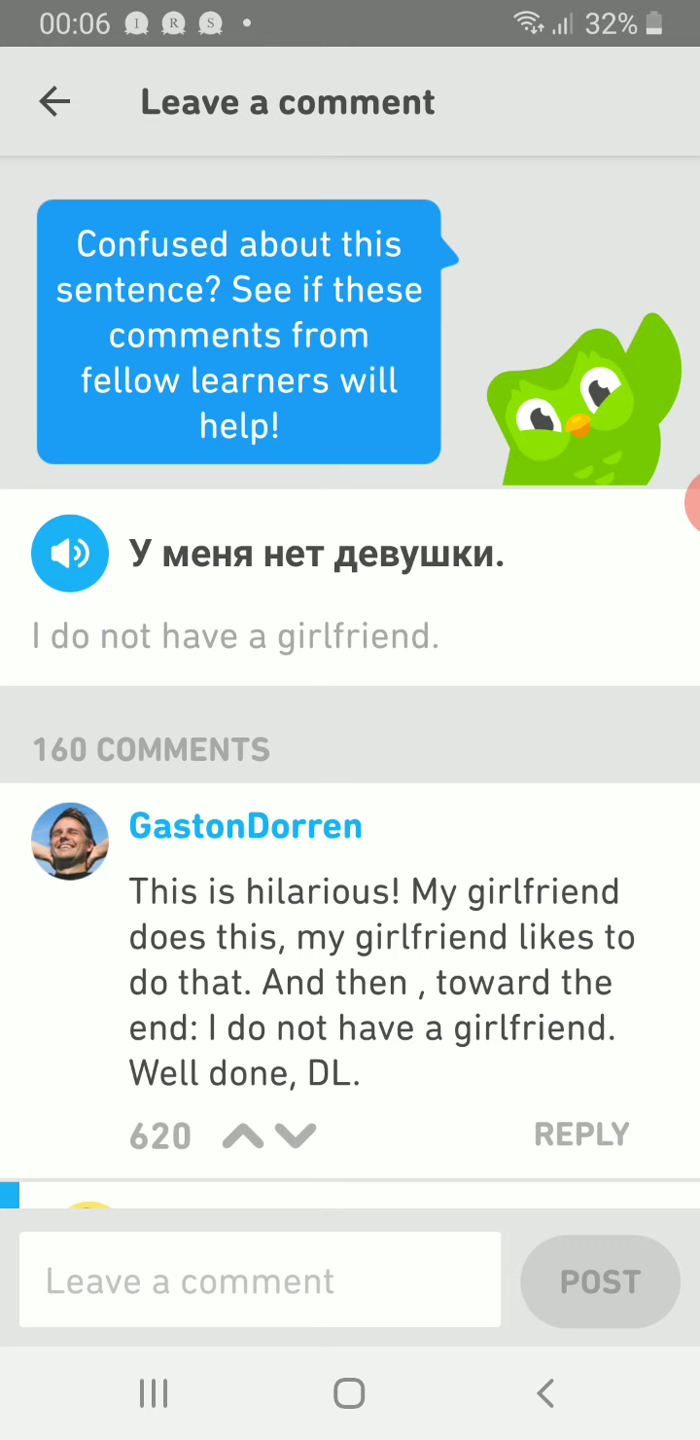 00:06 I R S 32%
Leave a comment
Confused about this
sentence? See if these
comments from
fellow learners will
help!
У меня нет девушки.
I do not have a girlfriend.
160 COMMENTS
GastonDorren
This is hilarious! My girlfriend
does this, my girlfriend likes to
do that. And then , toward the
end: I do not have a girlfriend.
Well done, DL.
620 REPLY
Leave a comment POST